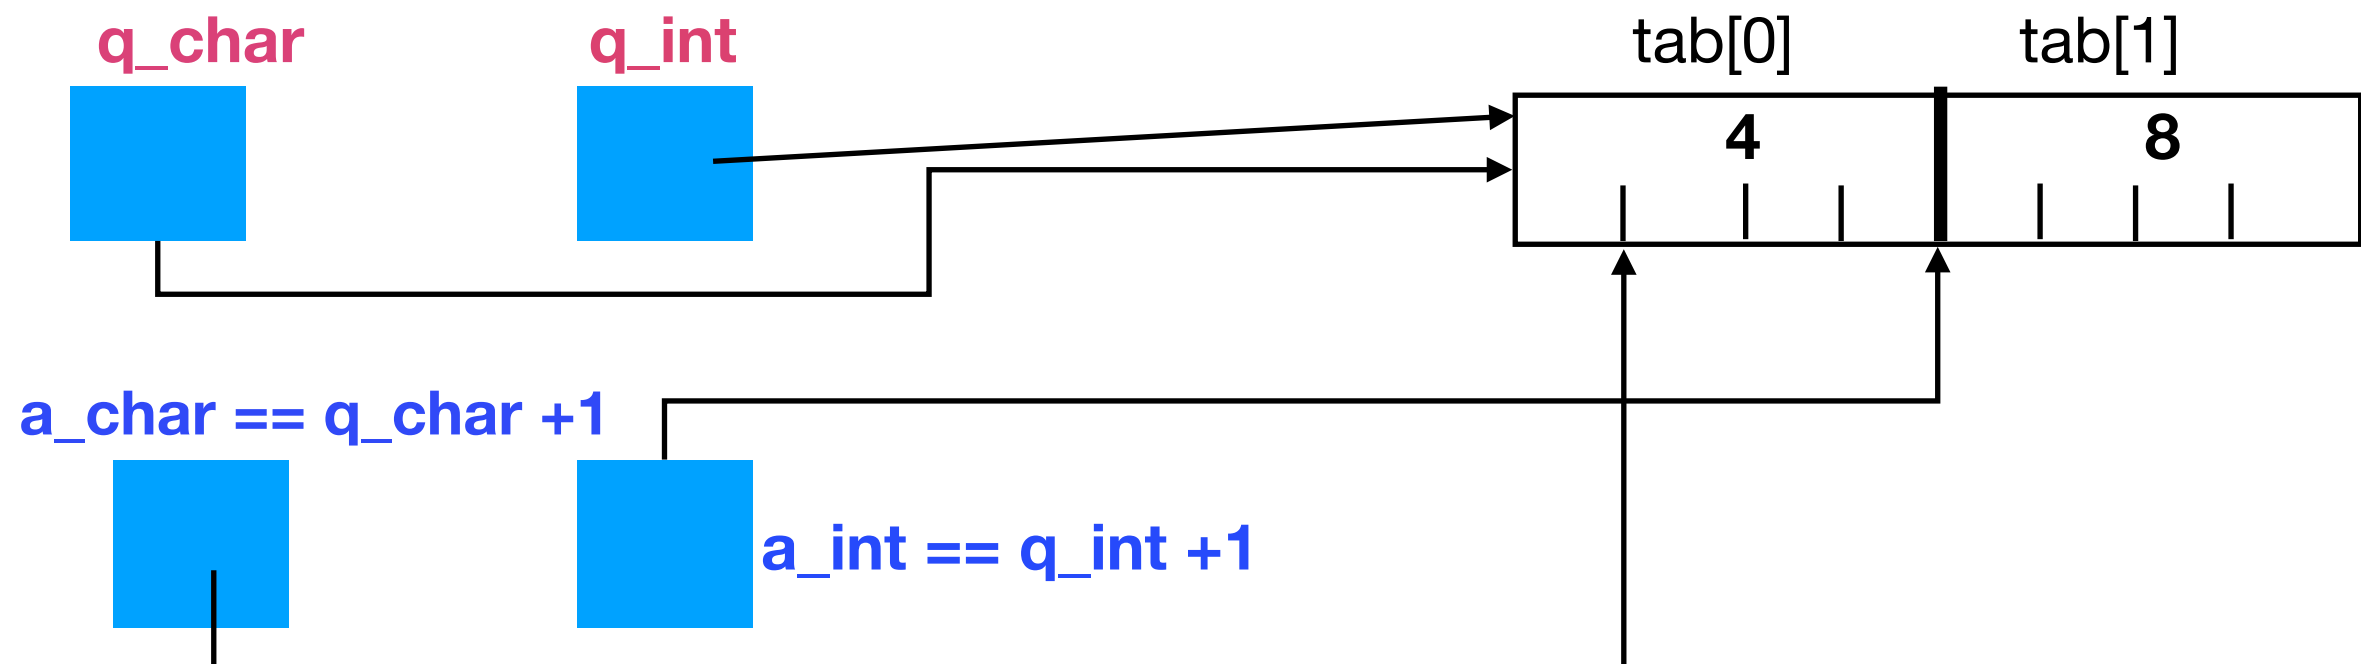 q_char
q_int
tab[0]
tab[1]
4
8
a_char == q_char +1
a_int == q_int +1